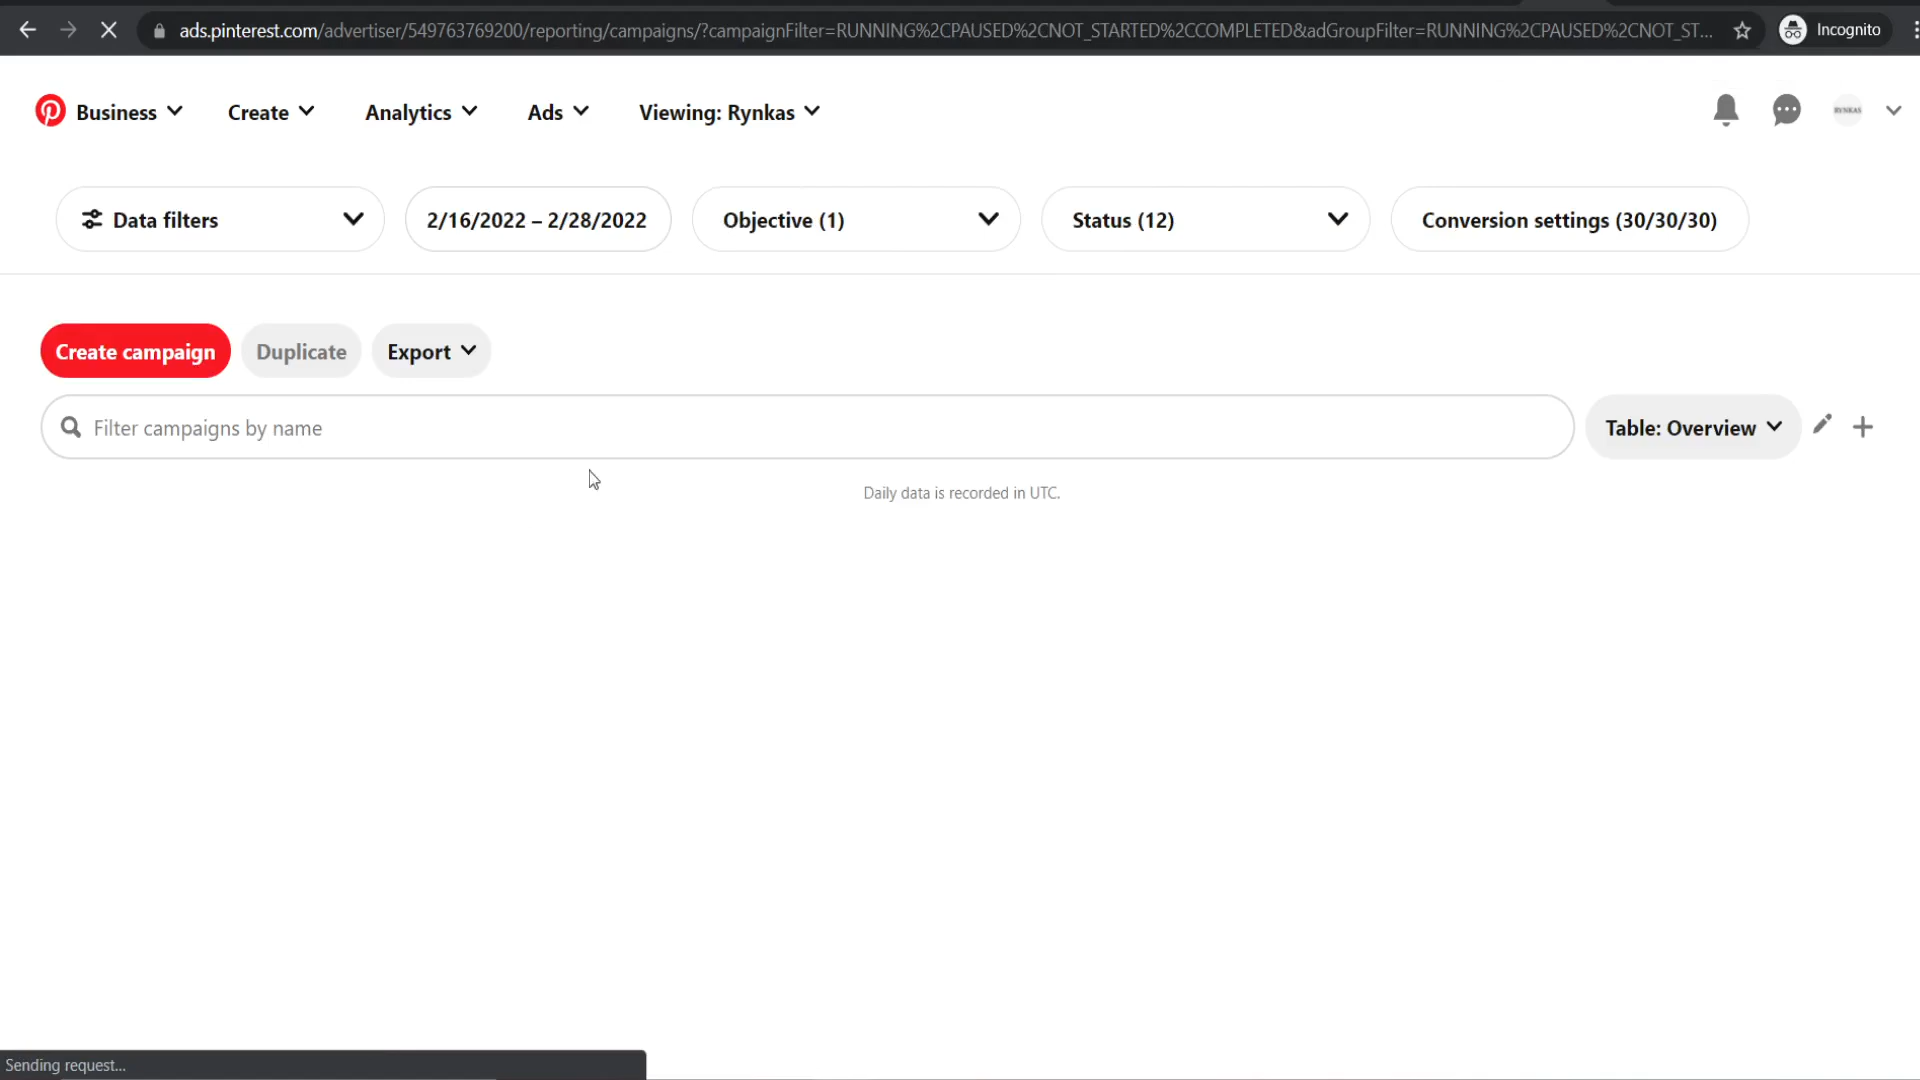 ads.pinterest.com/advertiser/549763769200/reporting/campaigns/?campaignFilter=RUNNING%2CPAUSED%2CNOT_STARTED%2CCOMPLETED&adGroupFilter=RUNNING%2CPAUSED%2CNOT_ST...
Incognito
Business
Create
Analytics
Ads
Viewing: Rynkas
RYNKAS
Data filters
2/16/2022 – 2/28/2022
Objective (1)
Status (12)
Conversion settings (30/30/30)
Create campaign
Duplicate
Export
Filter campaigns by name
Table: Overview
Daily data is recorded in UTC.
Sending request...